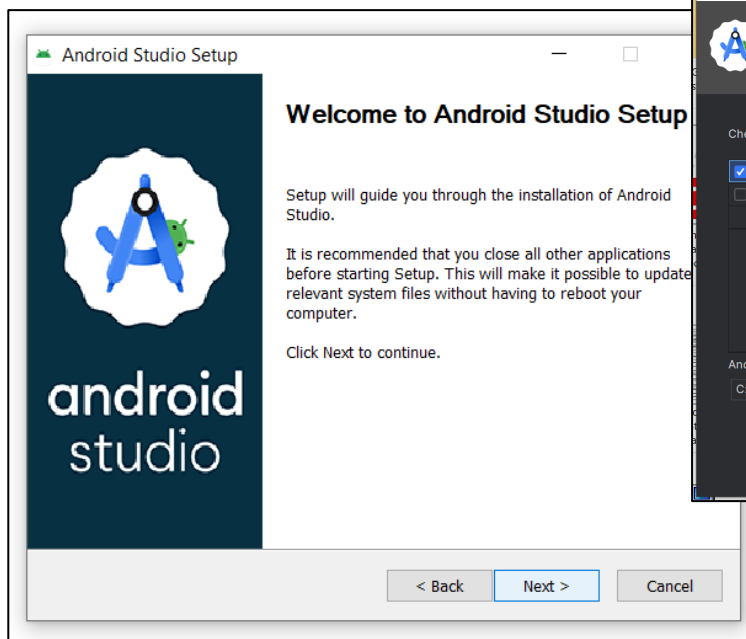 Android Studio Setup
Welcome to Android Studio Setup
Setup will guide you through the installation of Android
Studio.
It is recommended that you close all other applications
before starting Setup. This will make it possible to update
relevant system files without having to reboot your
computer.
Click Next to continue.
android
studio
< Back
Next >
Cancel